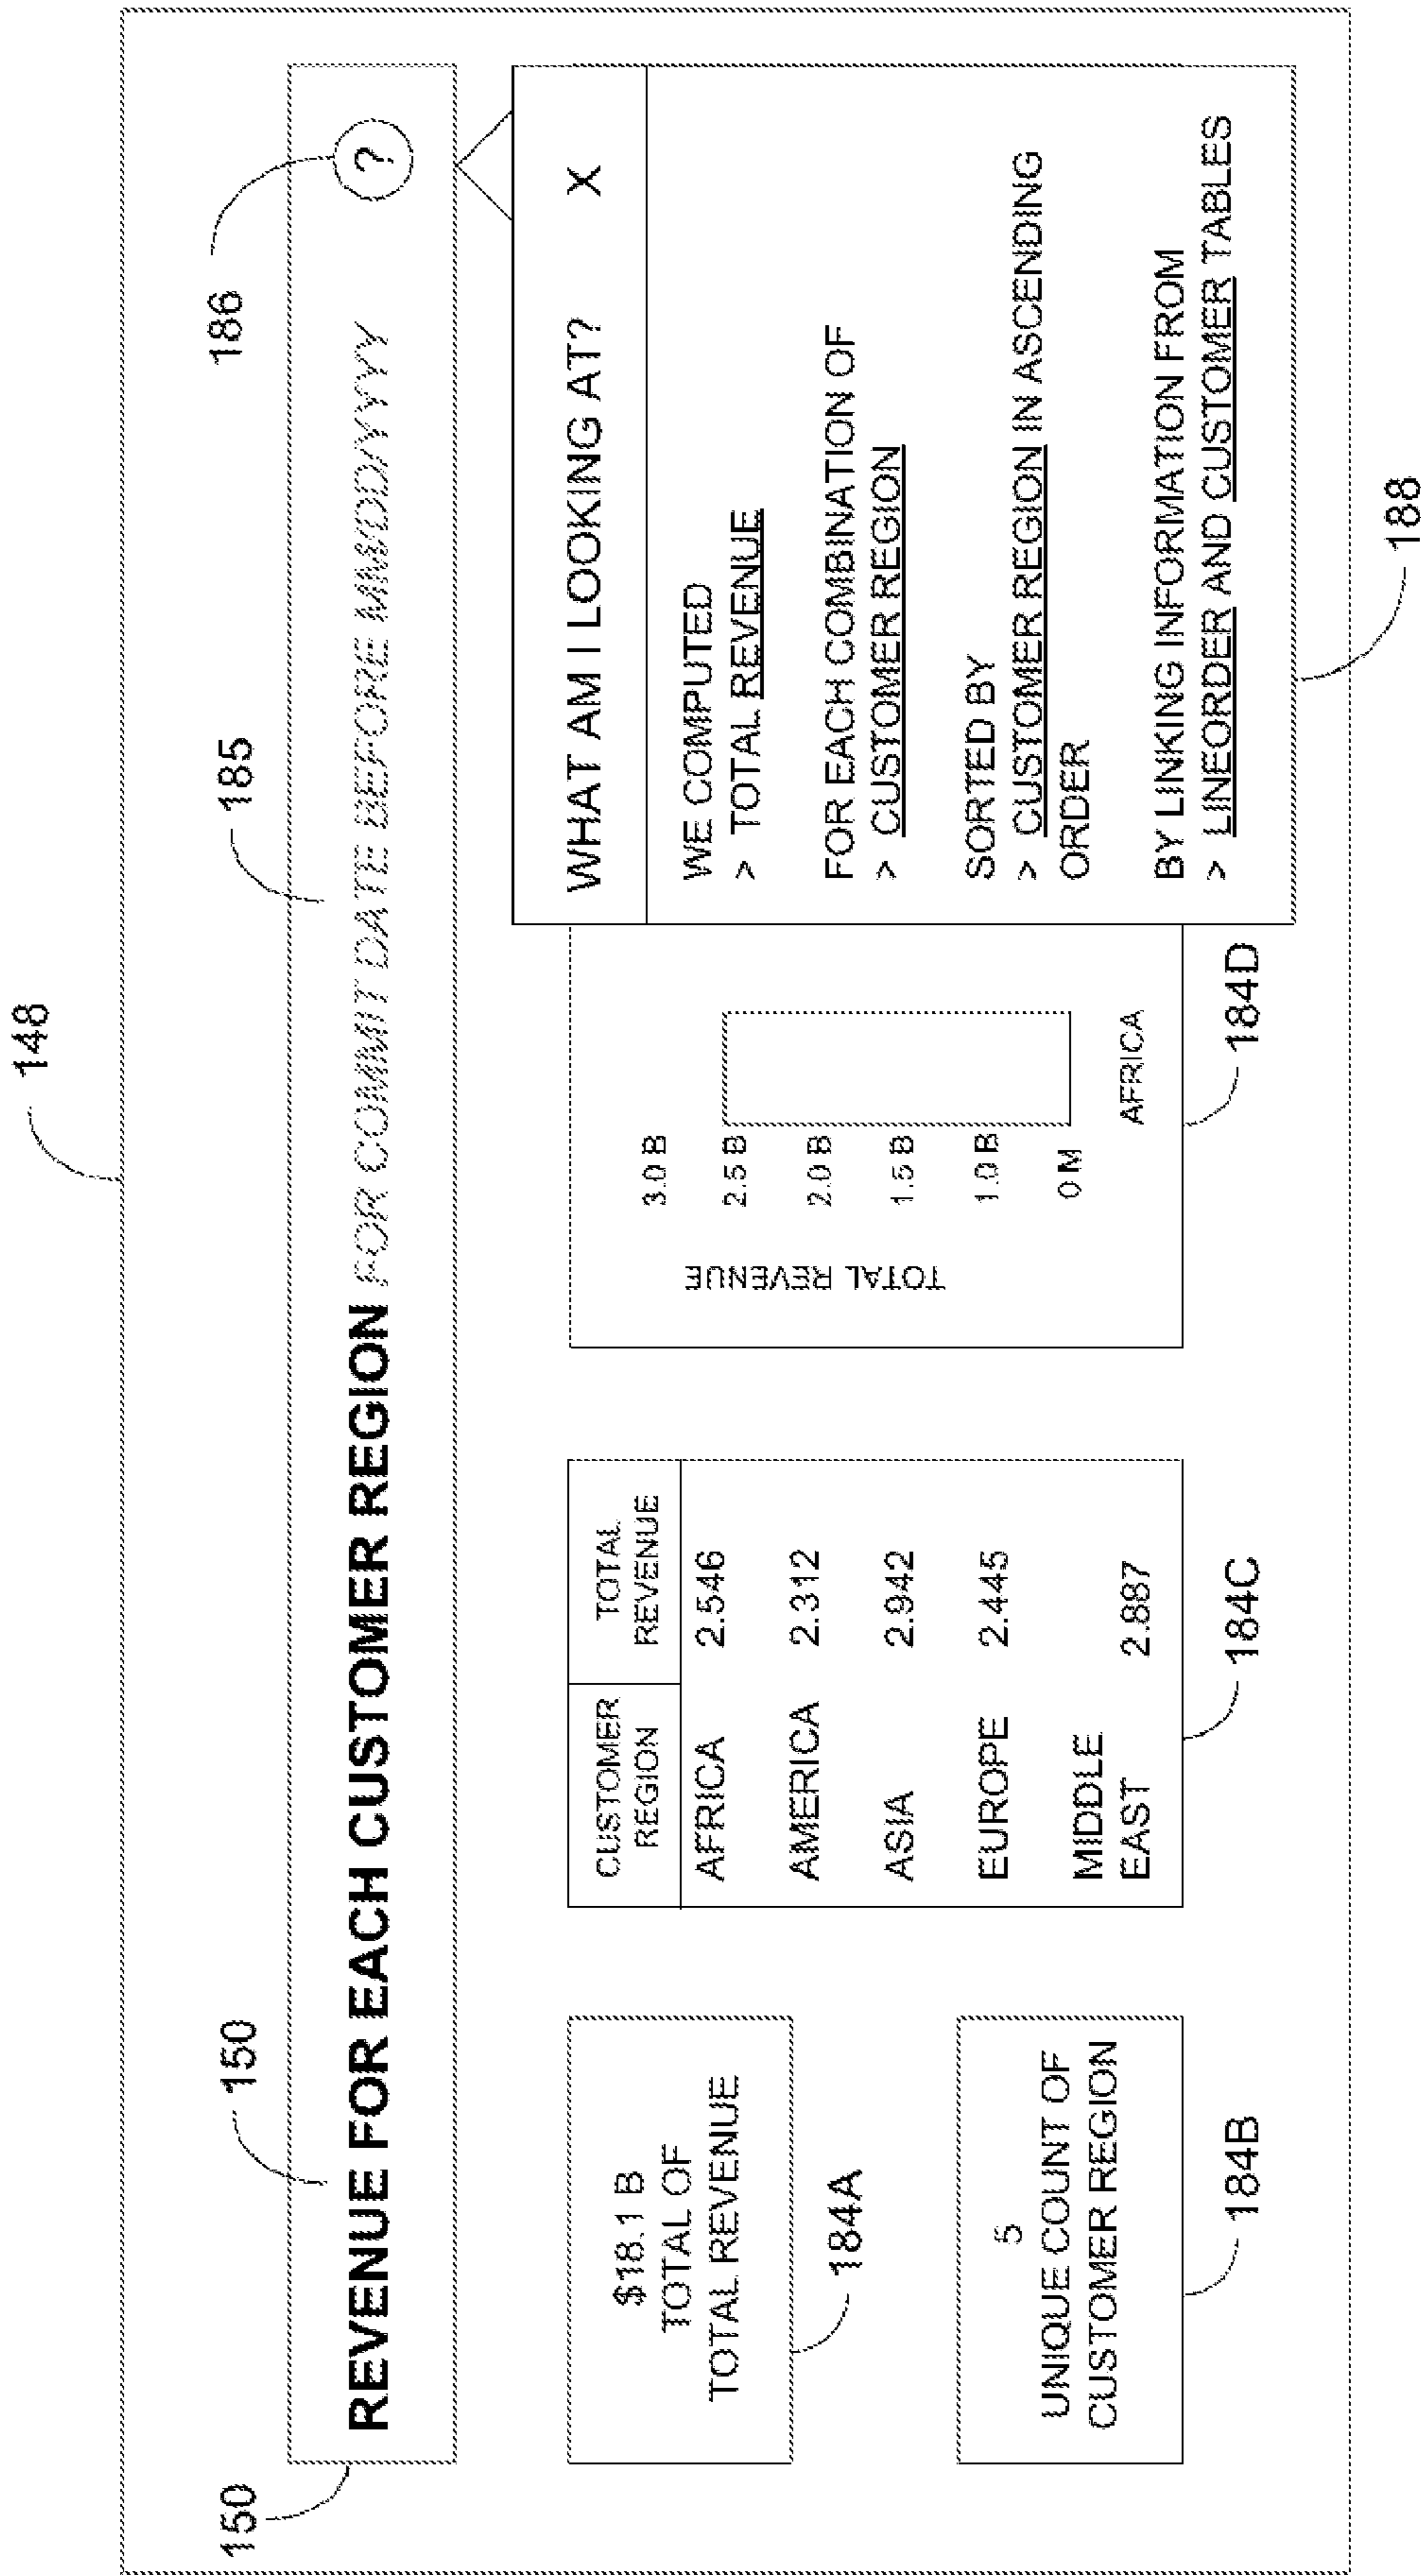 148
150
150
185
186
REVENUE FOR EACH CUSTOMER REGION FOR COMMIT DATE BEFORE MM/DD/YYYY ?
$18.1 B
TOTAL OF
TOTAL REVENUE
184A
5
UNIQUE COUNT OF
CUSTOMER REGION
184B
CUSTOMER REGION TOTAL REVENUE
AFRICA 2.546
AMERICA 2.312
ASIA 2.942
EUROPE 2.445
MIDDLE
EAST 2.887
184C
TOTAL REVENUE
3.0 B
2.5 B
2.0 B
1.5 B
1.0 B
0 M
AFRICA
184D
WHAT AM I LOOKING AT? X
WE COMPUTED
> TOTAL REVENUE
FOR EACH COMBINATION OF
> CUSTOMER REGION
SORTED BY
> CUSTOMER REGION IN ASCENDING
ORDER
BY LINKING INFORMATION FROM
> LINEORDER AND CUSTOMER TABLES
188